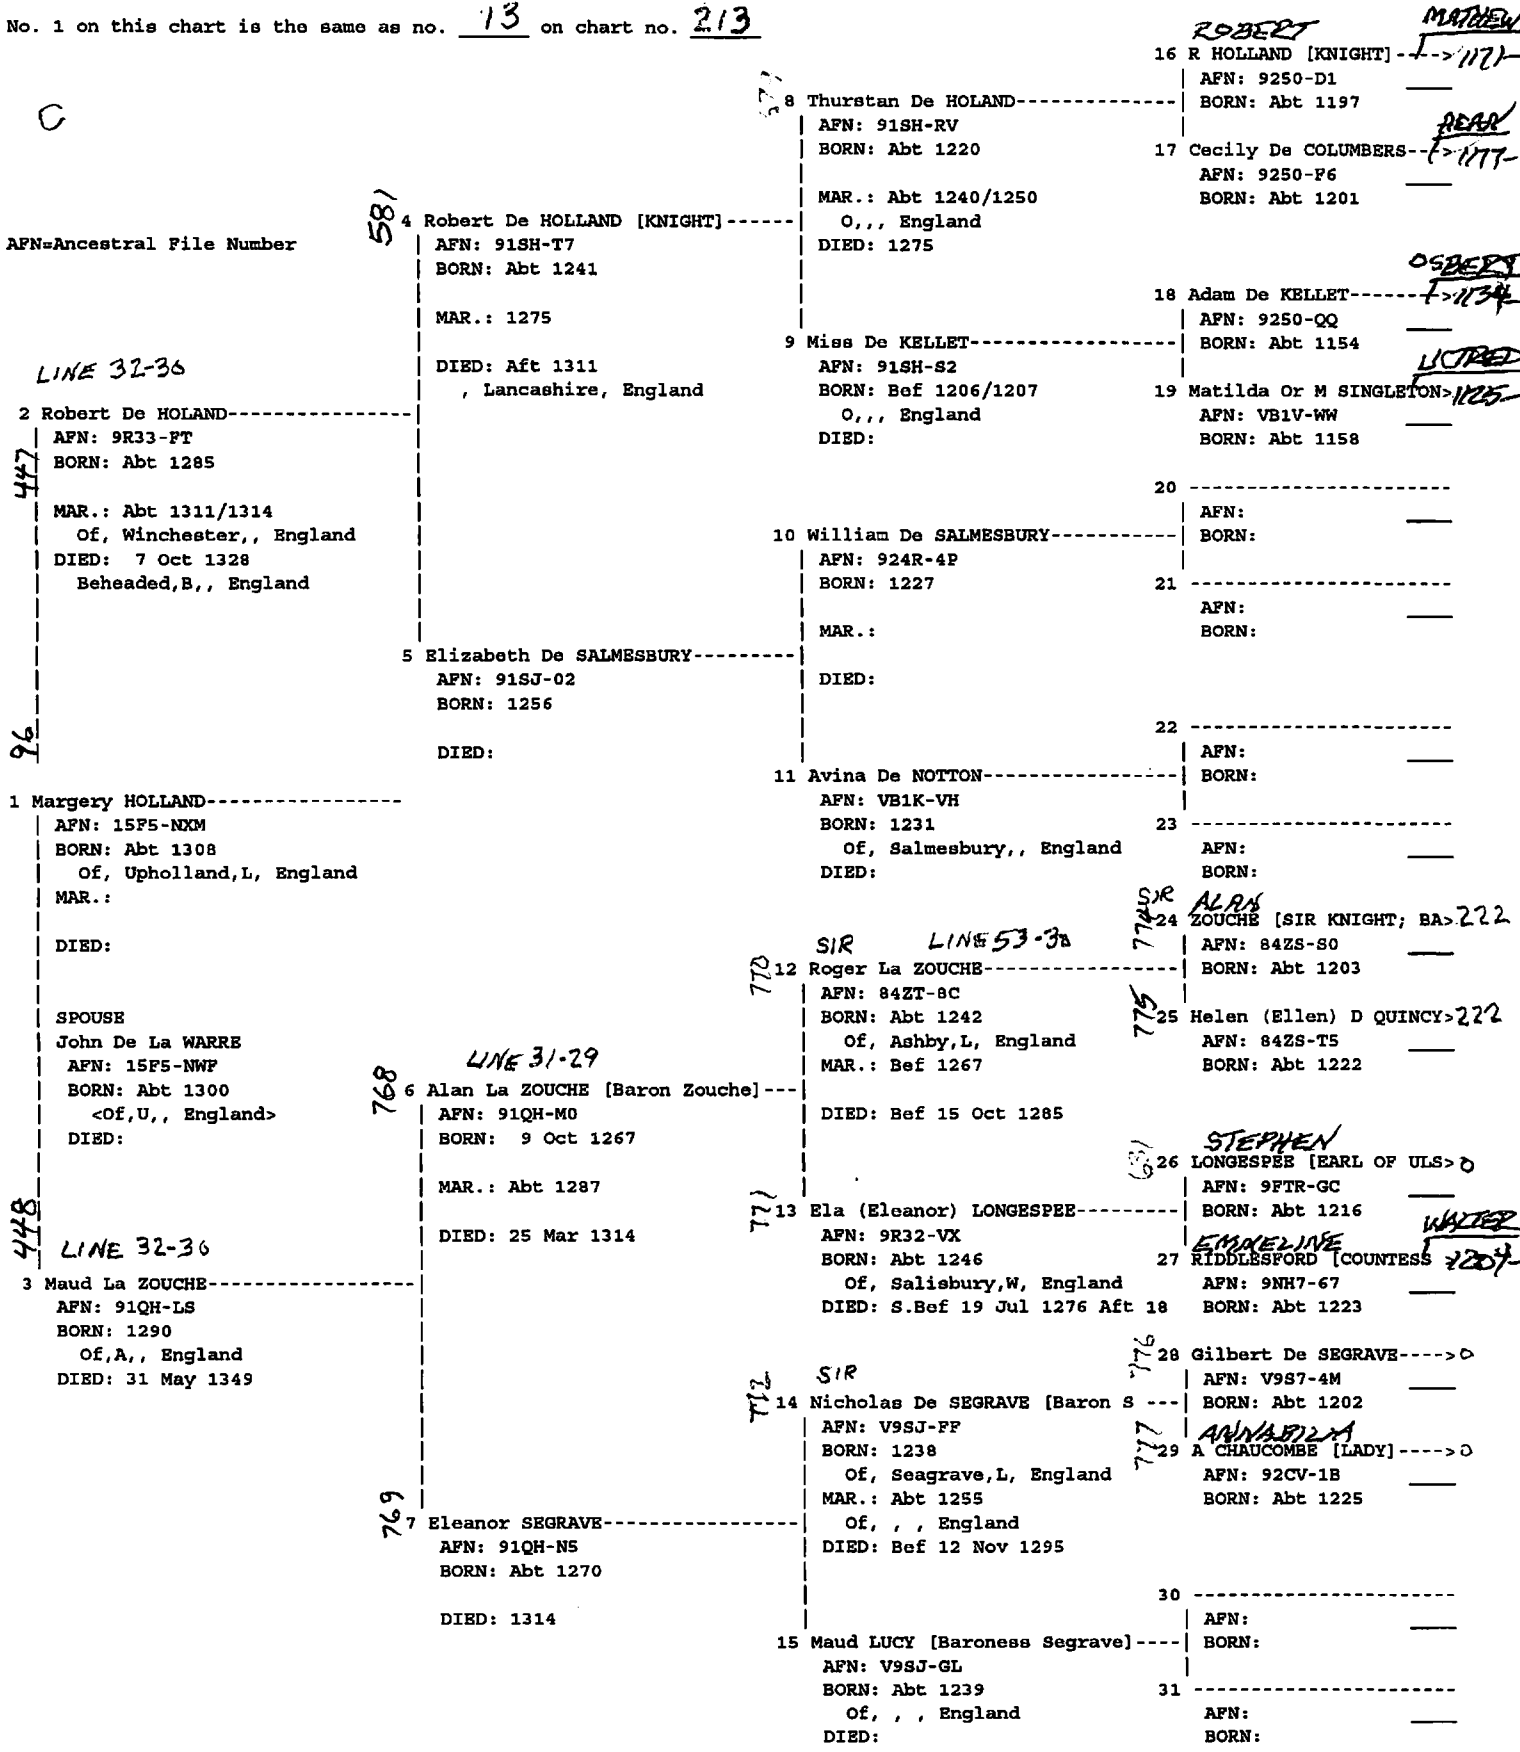 No. 1 on this chart is the same as no. 13 on chart no. 213
C
AFN=Ancestral File Number
LINE 32-30
2 Robert De HOLAND
AFN: 9R33-FT
BORN: Abt 1285
447
MAR.: Abt 1311/1314
Of, Winchester,, England
DIED: 7 Oct 1328
Beheaded,B,, England
96
1 Margery HOLLAND
AFN: 15F5-NXM
BORN: Abt 1308
Of, Upholland,L, England
MAR.:
DIED:
SPOUSE
John De La WARRE
AFN: 15F5-NWP
BORN: Abt 1300
<Of,U,, England>
DIED:
448
LINE 32-30
3 Maud La ZOUCHE
AFN: 91QH-LS
BORN: 1290
Of,A,, England
DIED: 31 May 1349
581
4 Robert De HOLLAND [KNIGHT]
AFN: 91SH-T7
BORN: Abt 1241
MAR.: 1275
DIED: Aft 1311
, Lancashire, England
5 Elizabeth De SALMESBURY
AFN: 91SJ-02
BORN: 1256
DIED:
LINE 31-29
768
6 Alan La ZOUCHE [Baron Zouche]
AFN: 91QH-M0
BORN: 9 Oct 1267
MAR.: Abt 1287
DIED: 25 Mar 1314
769
7 Eleanor SEGRAVE
AFN: 91QH-N5
BORN: Abt 1270
DIED: 1314
8 Thurstan De HOLAND
AFN: 91SH-RV
BORN: Abt 1220
MAR.: Abt 1240/1250
O,,, England
DIED: 1275
9 Miss De KELLET
AFN: 91SH-S2
BORN: Bef 1206/1207
O,,, England
DIED:
10 William De SALMESBURY
AFN: 924R-4P
BORN: 1227
MAR.:
DIED:
11 Avina De NOTTON
AFN: VB1K-VH
BORN: 1231
Of, Salmesbury,, England
DIED:
SIR LINE 53-30
770
12 Roger La ZOUCHE
AFN: 84ZT-8C
BORN: Abt 1242
Of, Ashby,L, England
MAR.: Bef 1267
DIED: Bef 15 Oct 1285
771
13 Ela (Eleanor) LONGESPEE
AFN: 9R32-VX
BORN: Abt 1246
Of, Salisbury,W, England
DIED: S.Bef 19 Jul 1276 Aft 18
SIR
772
14 Nicholas De SEGRAVE [Baron S
AFN: V9SJ-FF
BORN: 1238
Of, Seagrave,L, England
MAR.: Abt 1255
Of, , , England
DIED: Bef 12 Nov 1295
15 Maud LUCY [Baroness Segrave]
AFN: V9SJ-GL
BORN: Abt 1239
Of, , , England
DIED:
ROBERT MATHEW
16 R HOLLAND [KNIGHT] ----> 1171-
AFN: 9250-D1
BORN: Abt 1197
17 Cecily De COLUMBERS--> 1177-
AFN: 9250-F6
BORN: Abt 1201
OSBERT
18 Adam De KELLET------> 1134-
AFN: 9250-QQ
BORN: Abt 1154
UCTRED
19 Matilda Or M SINGLETON> 1125-
AFN: VB1V-WW
BORN: Abt 1158
20
AFN:
BORN:
21
AFN:
BORN:
22
AFN:
BORN:
23
AFN:
BORN:
SIR ALAN
774
24 ZOUCHE [SIR KNIGHT; BA> 222
AFN: 84ZS-S0
BORN: Abt 1203
775
25 Helen (Ellen) D QUINCY> 222
AFN: 84ZS-T5
BORN: Abt 1222
STEPHEN
26 LONGESPEE [EARL OF ULS> 0
AFN: 9FTR-GC
BORN: Abt 1216
EMMELINE WALTER
27 RIDDLESFORD [COUNTESS 1204-
AFN: 9NH7-67
BORN: Abt 1223
776
28 Gilbert De SEGRAVE----> 0
AFN: V9S7-4M
BORN: Abt 1202
777
ANNABILA
29 A CHAUCOMBE [LADY]----> 0
AFN: 92CV-1B
BORN: Abt 1225
30
AFN:
BORN:
31
AFN:
BORN: